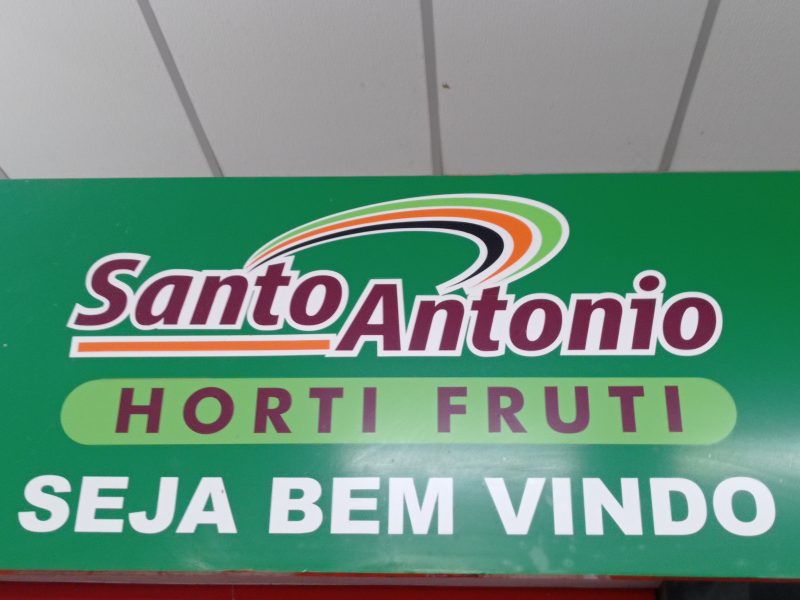 Santo Antonio
HORTI FRUTI
SEJA BEM VINDO